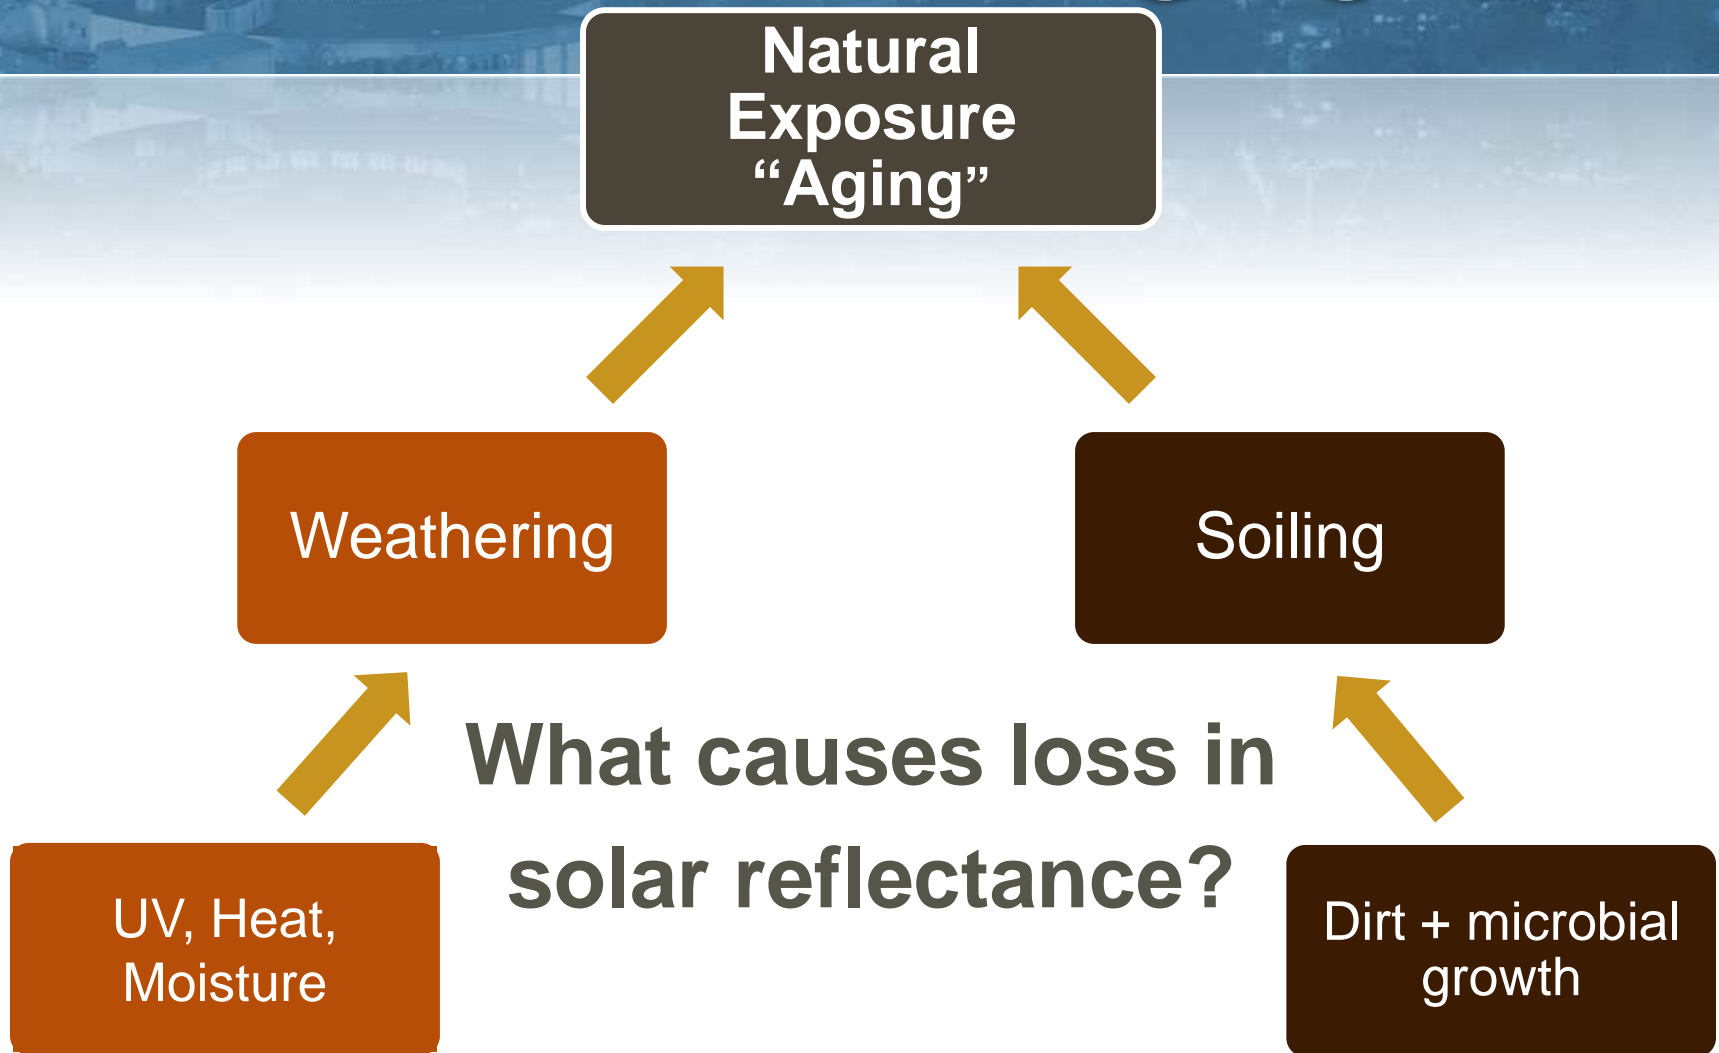 Natural
Exposure
“Aging”
Weathering
Soiling
What causes loss in
solar reflectance?
UV, Heat,
Moisture
Dirt + microbial
growth